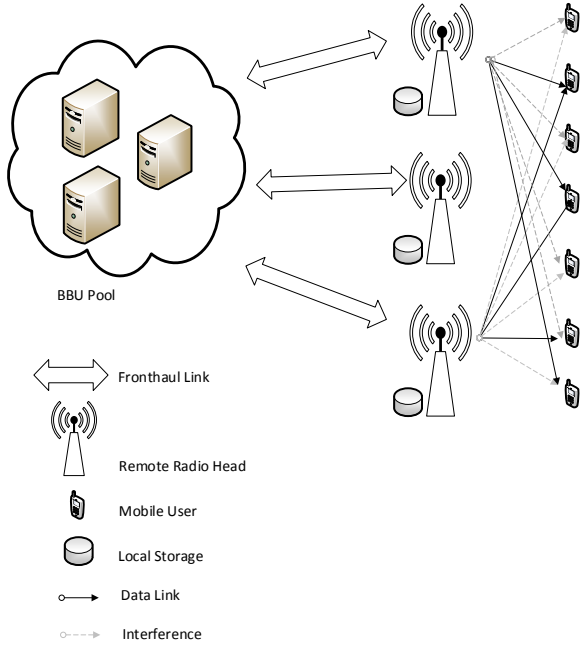 BBU Pool
Fronthaul Link
Remote Radio Head
Mobile User
Local Storage
Data Link
Interference